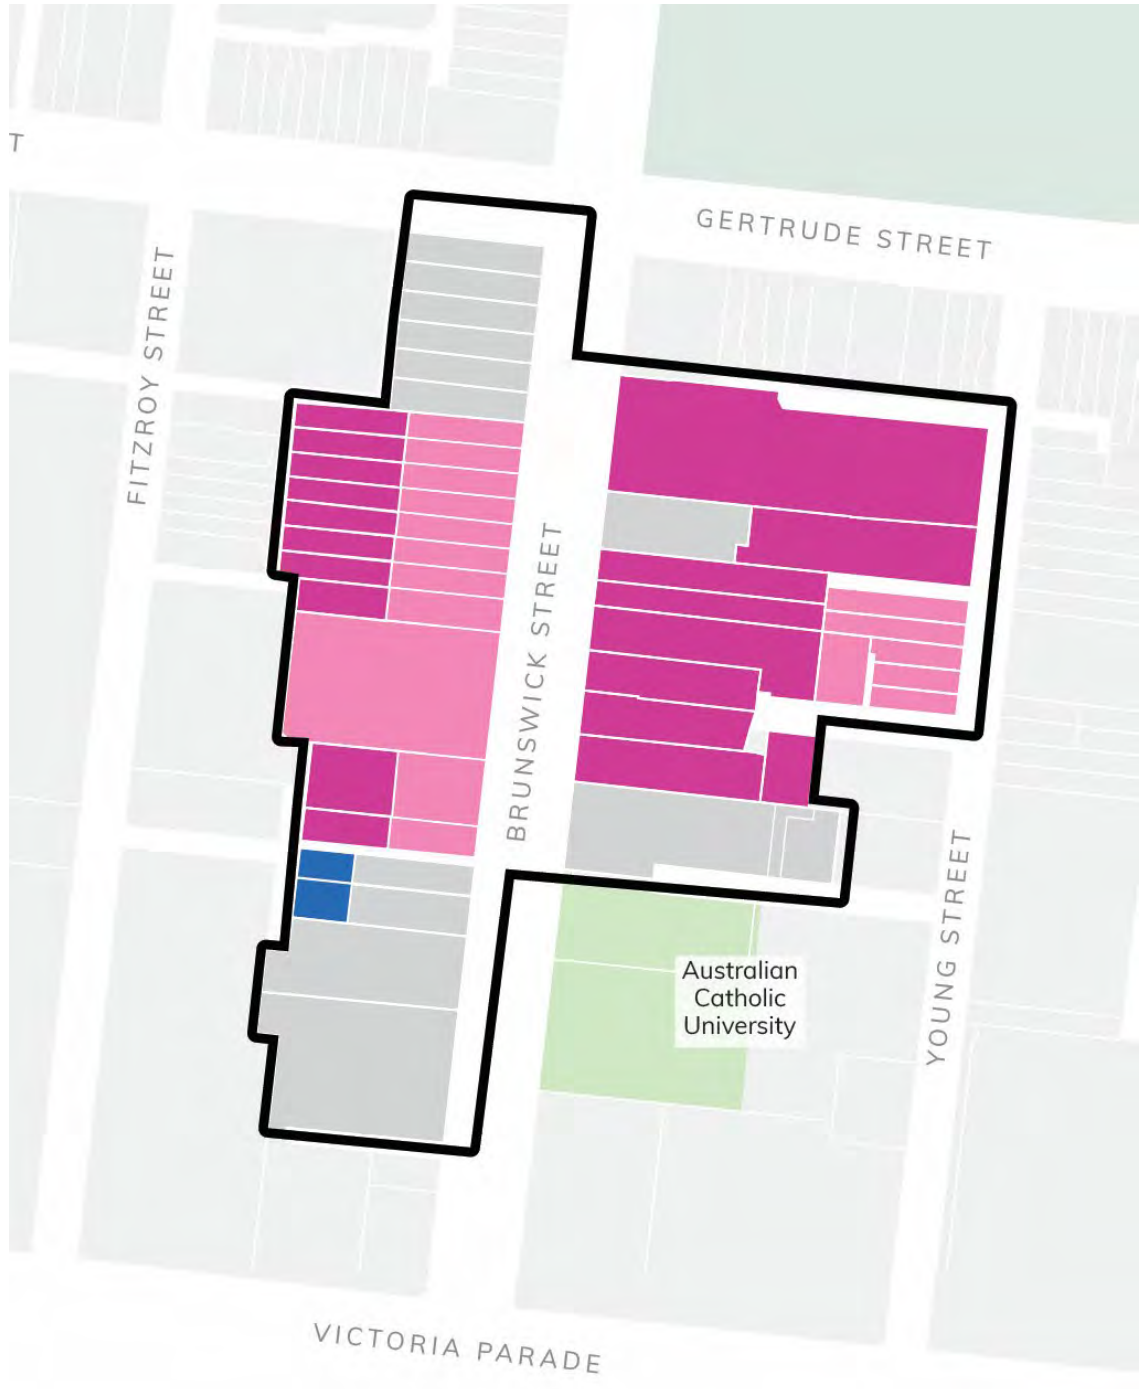 T
GERTRUDE STREET
FITZROY STREET
BRUNSWICK STREET
YOUNG STREET
Australian
Catholic
University
VICTORIA PARADE